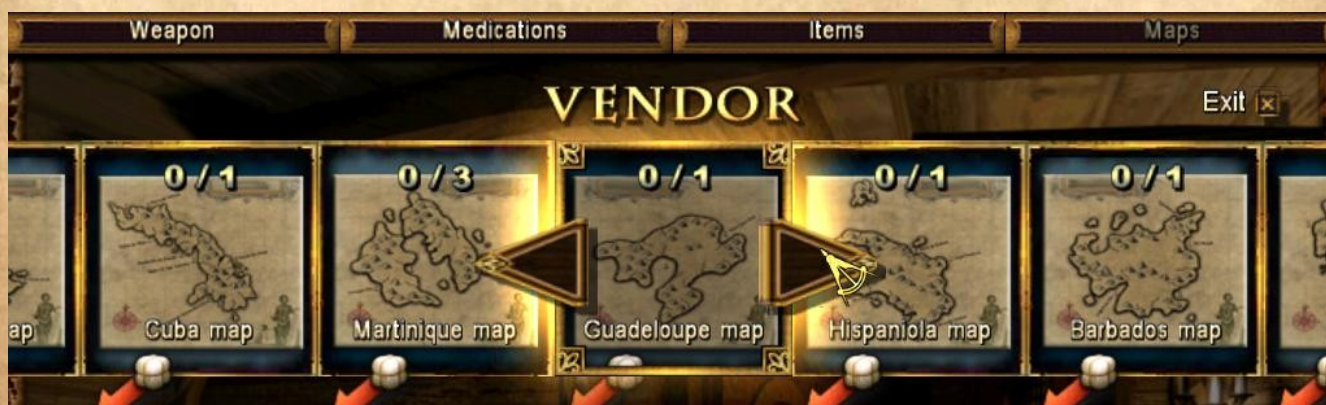 Weapon Medications Items Maps
VENDOR
Exit
0/1 0/3 0/1 0/1 0/1
ap Cuba map Martinique map Guadeloupe map Hispaniola map Barbados map